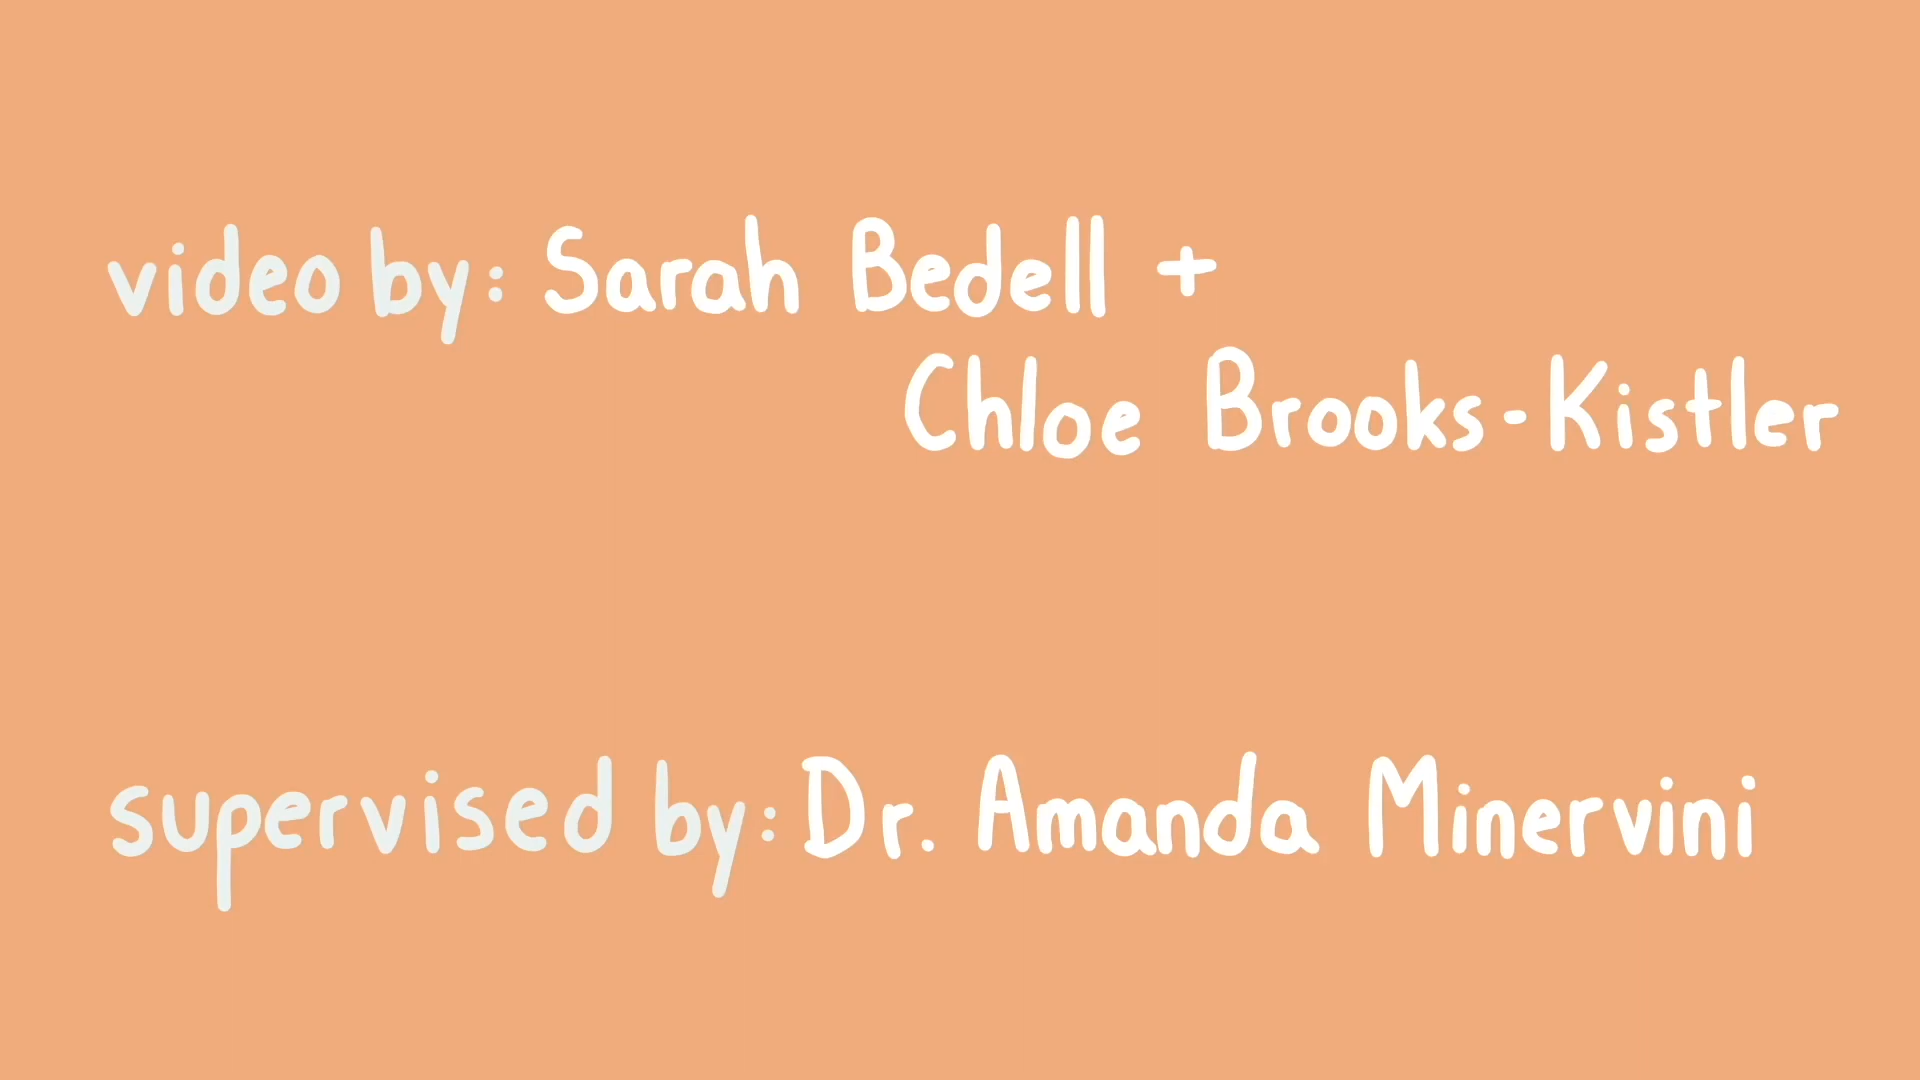 video by: Sarah Bedell +
Chloe Brooks-Kistler
supervised by: Dr. Amanda Minervini